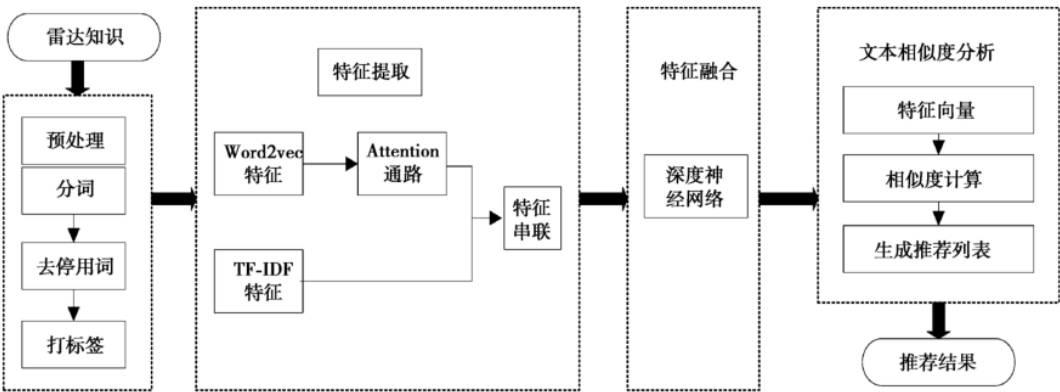 雷达知识
预处理
分词
去停用词
打标签
特征提取
Word2vec
特征
Attention
通路
TF-IDF
特征
特征
串联
特征融合
深度神
经网络
文本相似度分析
特征向量
相似度计算
生成推荐列表
推荐结果